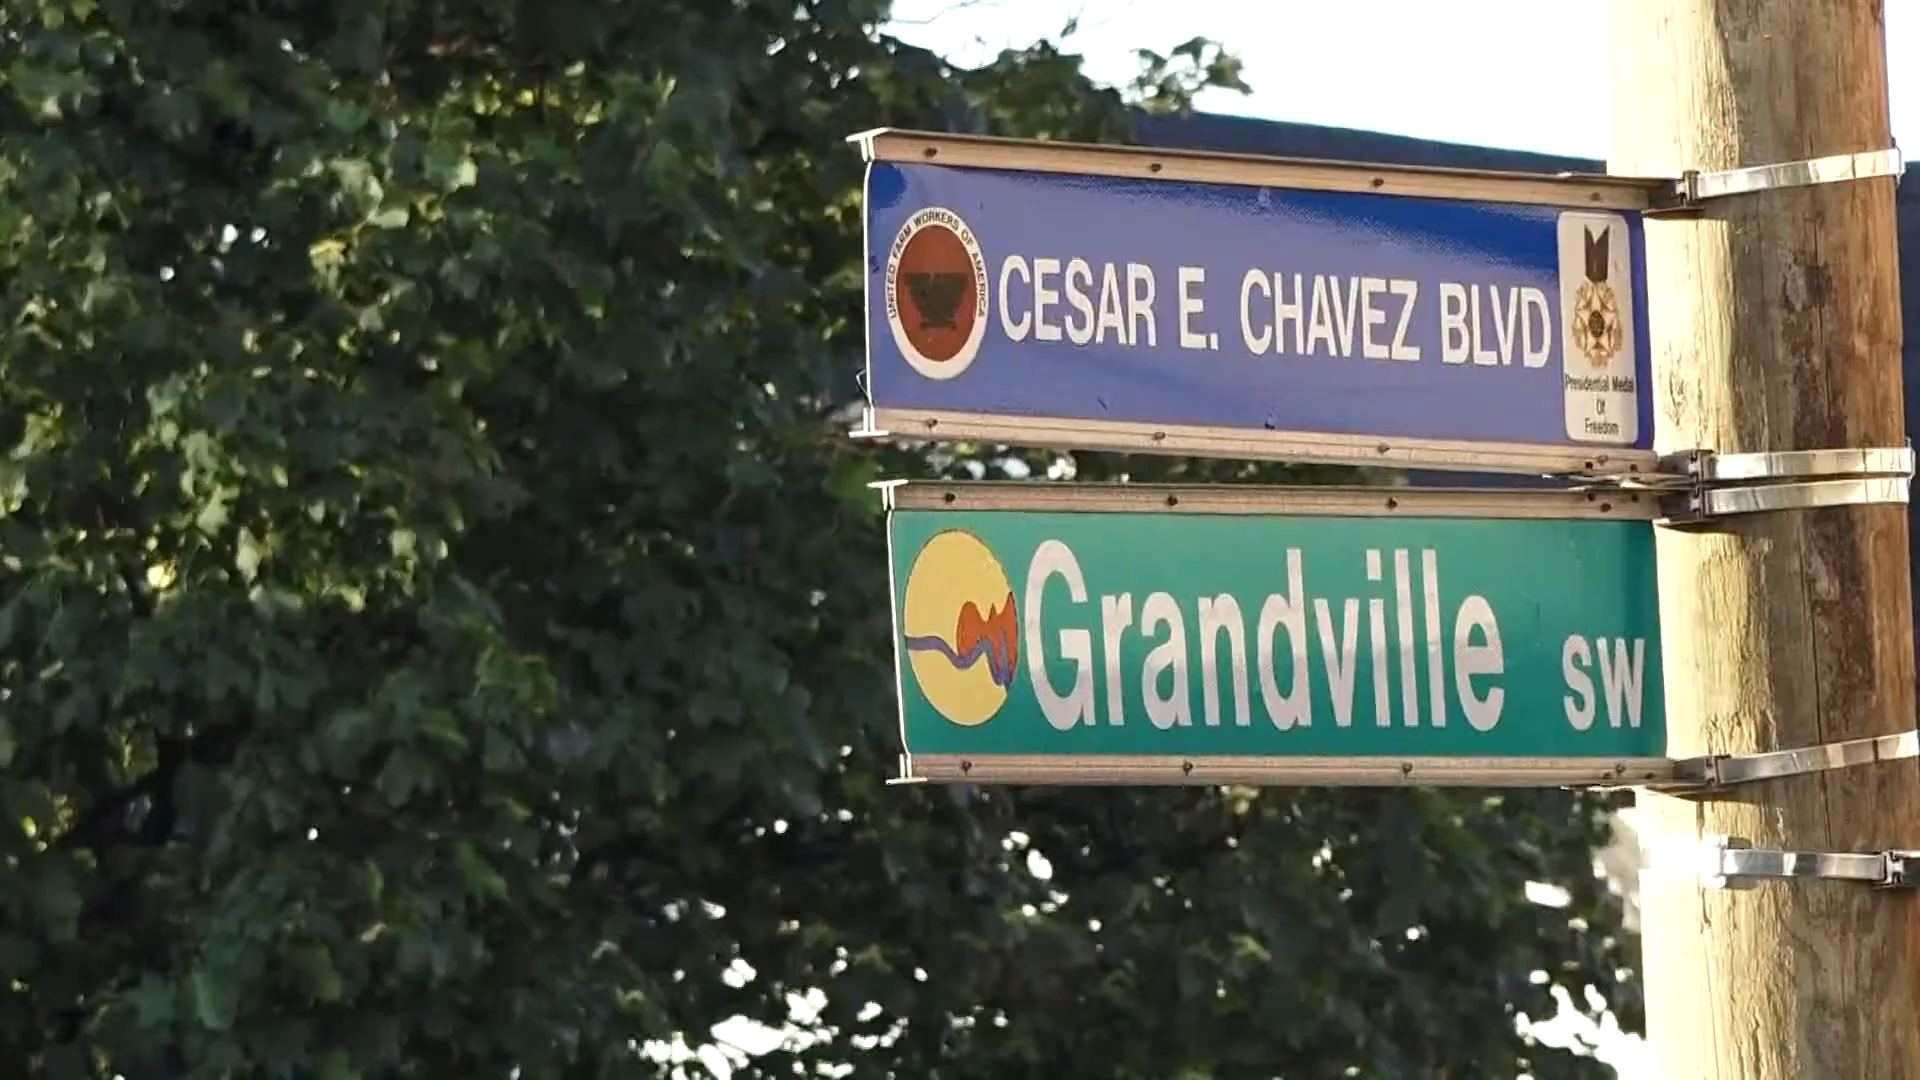 UNITED FARM WORKERS OF AMERICA
CESAR E. CHAVEZ BLVD
Presidential Medal
Of
Freedom
Grandville SW